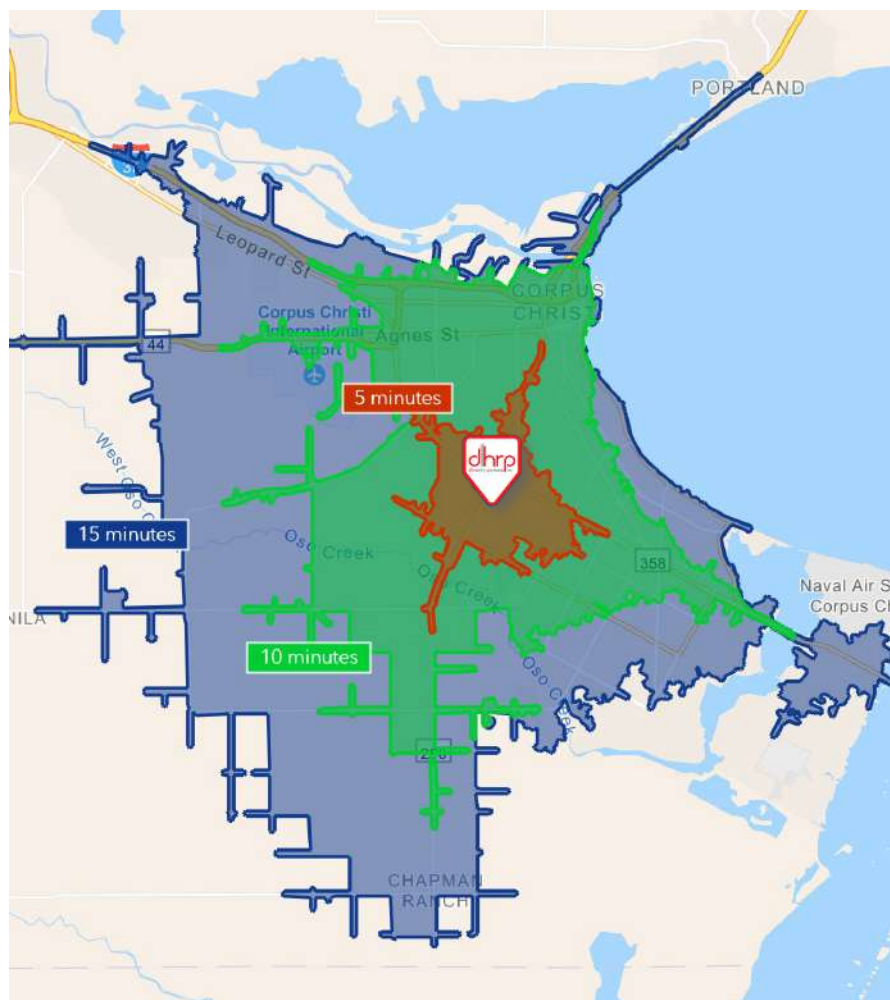 PORTLAND
Leopard St
CORPUS
CHRISTI
Corpus Christi
International
Airport
44
Agnes St
5 minutes
dhrp
West Oso C
15 minutes
Oso Creek
Oso Creek
358
Naval Air S
Corpus Ch
NILA
10 minutes
Oso Creek
286
CHAPMAN
RANCH